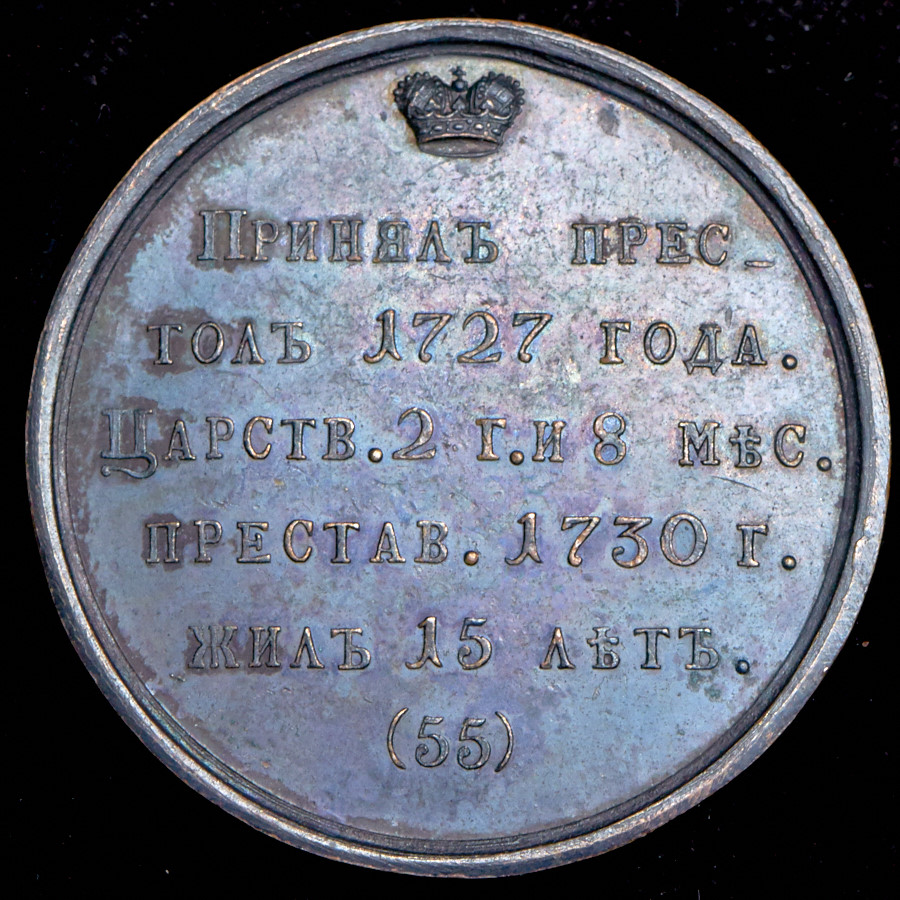 Принялъ прес_
толъ 1727 года.
Царств. 2 г. и 8 мѣс.
престав. 1730 г.
жилъ 15 лѣтъ.
(55)